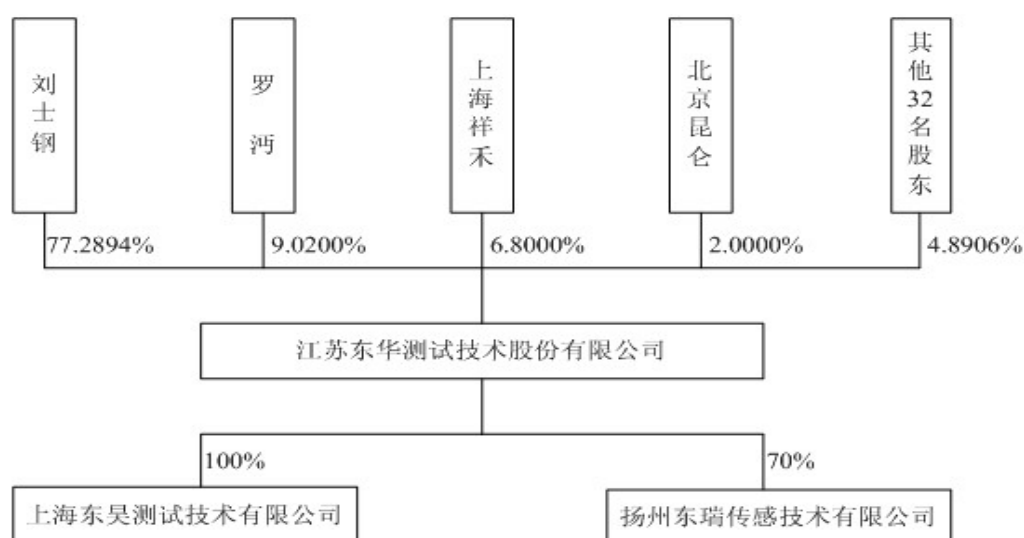 刘士钢
罗沔
上海祥禾
北京昆仑
其他32名股东
77.2894%
9.0200%
6.8000%
2.0000%
4.8906%
江苏东华测试技术股份有限公司
100%
70%
上海东昊测试技术有限公司
扬州东瑞传感技术有限公司